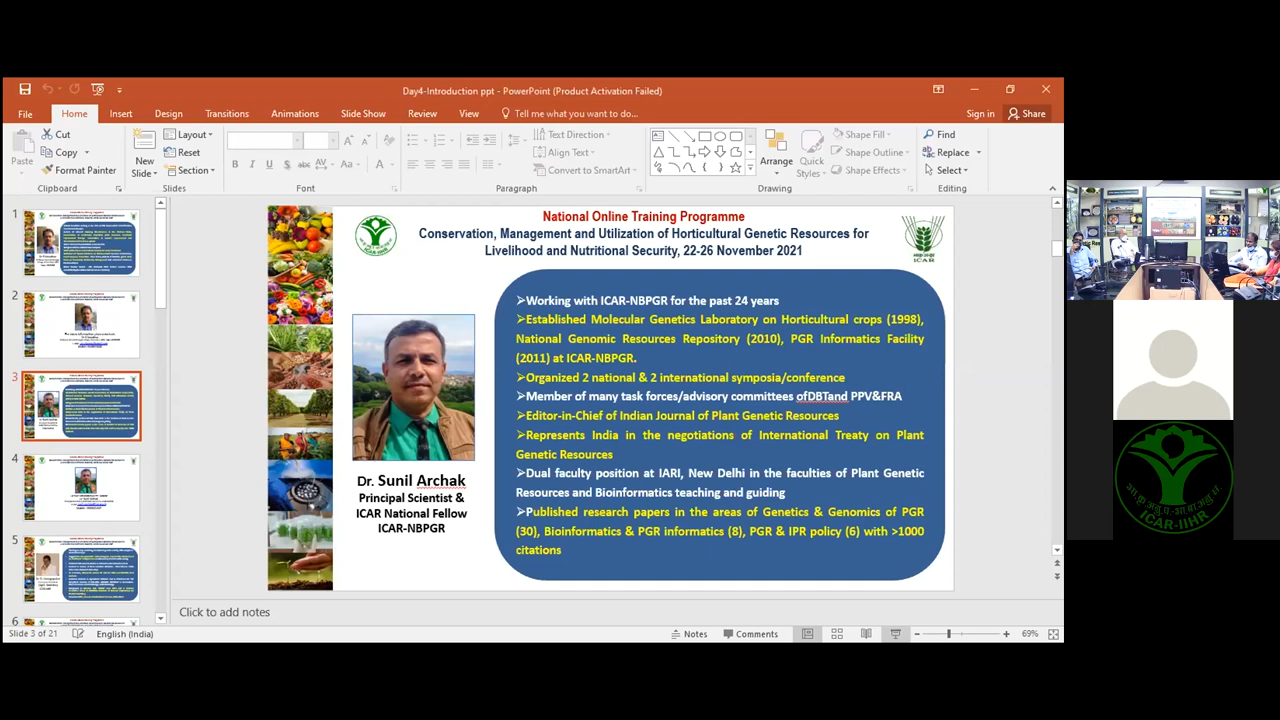 Day4-Introduction ppt - PowerPoint (Product Activation Failed)
File Home Insert Design Transitions Animations Slide Show Review View Tell me what you want to do... Sign in Share
Paste
Cut
Copy
Format Painter
Clipboard
New Slide
Layout
Reset
Section
Slides
Font
Text Direction
Align Text
Convert to SmartArt
Paragraph
Arrange
Quick Styles
Shape Fill
Shape Outline
Shape Effects
Drawing
Find
Replace
Select
Editing
1
2
3
4
5
6
National Online Training Programme
Conservation, Management and Utilization of Horticultural Genetic Resources for
Livelihood and Nutritional Security, 22-26 November 2021
ICAR
➢Working with ICAR-NBPGR for the past 24 years
➢Established Molecular Genetics Laboratory on Horticultural crops (1998),
National Genomic Resources Repository (2010), PGR Informatics Facility
(2011) at ICAR-NBPGR.
➢Organized 2 national & 2 international symposia/conference
➢Member of many task forces/advisory committees ofDBTand PPV&FRA
➢Editor-in-Chief of Indian Journal of Plant Genetic Resources
➢Represents India in the negotiations of International Treaty on Plant
Genetic Resources
➢Dual faculty position at IARI, New Delhi in the faculties of Plant Genetic
Resources and Bioinformatics teaching and guiding
➢Published research papers in the areas of Genetics & Genomics of PGR
(30), Bioinformatics & PGR informatics (8), PGR & IPR policy (6) with >1000
citations
Dr. Sunil Archak
Principal Scientist &
ICAR National Fellow
ICAR-NBPGR
Click to add notes
Slide 3 of 21 English (India) Notes Comments 69%
ICAR-IIHR